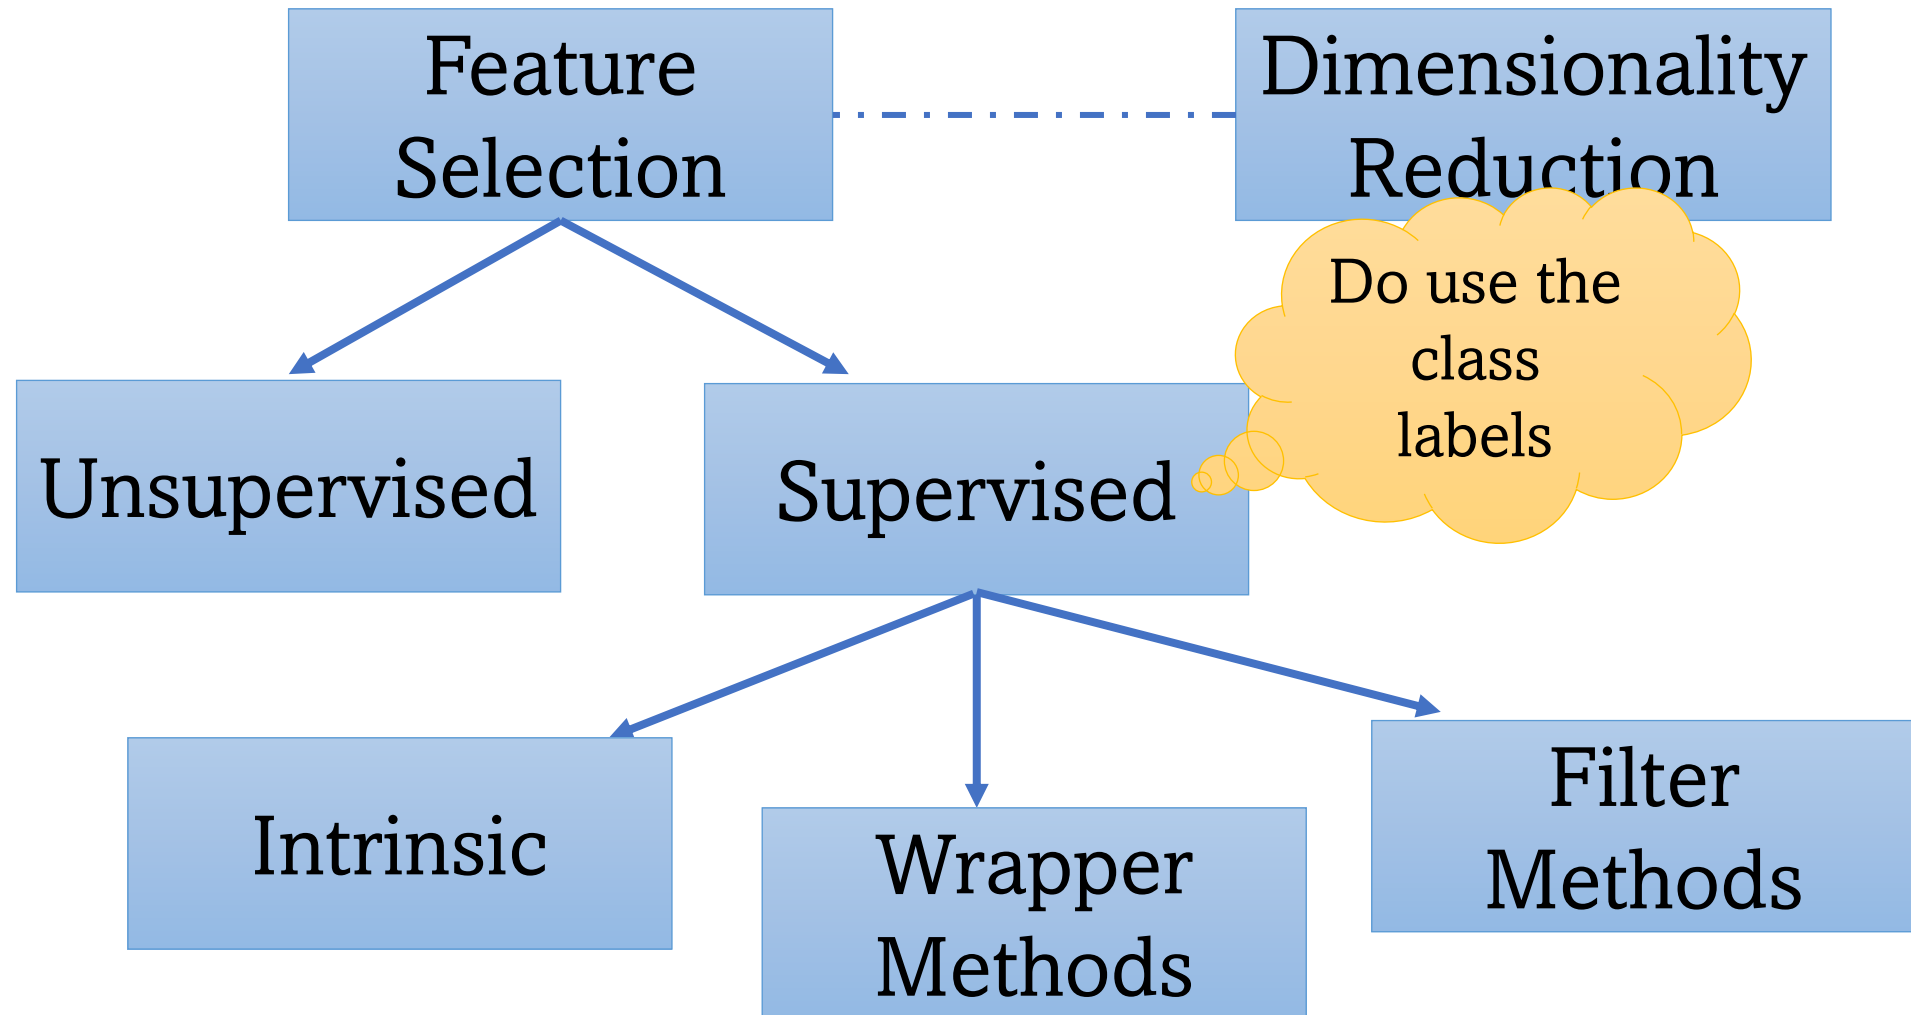 Feature
Selection
Dimensionality
Reduction
Do use the
class
labels
Unsupervised
Supervised
Intrinsic
Wrapper
Methods
Filter
Methods